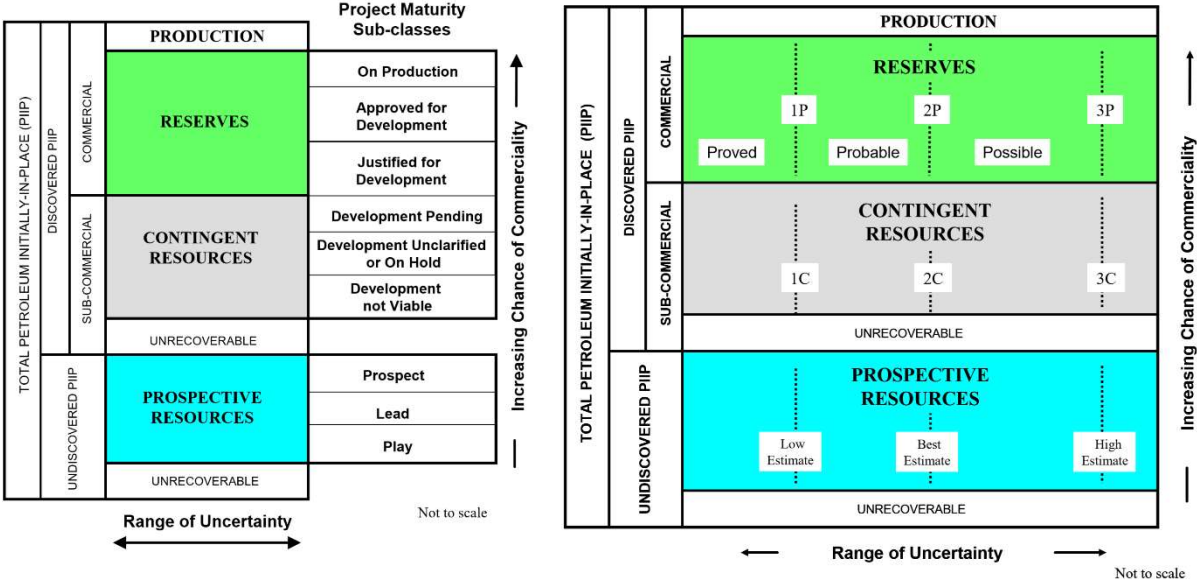 Project Maturity
Sub-classes
TOTAL PETROLEUM INITIALLY-IN-PLACE (PIIP)
DISCOVERED PIIP
UNDISCOVERED PIIP
COMMERCIAL
SUB-COMMERCIAL
PRODUCTION
RESERVES
On Production
Approved for
Development
Justified for
Development
CONTINGENT
RESOURCES
Development Pending
Development Unclarified
or On Hold
Development
not Viable
UNRECOVERABLE
PROSPECTIVE
RESOURCES
Prospect
Lead
Play
UNRECOVERABLE
Increasing Chance of Commerciality
Range of Uncertainty
Not to scale
TOTAL PETROLEUM INITIALLY-IN-PLACE (PIIP)
DISCOVERED PIIP
UNDISCOVERED PIIP
COMMERCIAL
SUB-COMMERCIAL
PRODUCTION
RESERVES
1P
2P
3P
Proved
Probable
Possible
CONTINGENT
RESOURCES
1C
2C
3C
UNRECOVERABLE
PROSPECTIVE
RESOURCES
Low
Estimate
Best
Estimate
High
Estimate
UNRECOVERABLE
Increasing Chance of Commerciality
Range of Uncertainty
Not to scale